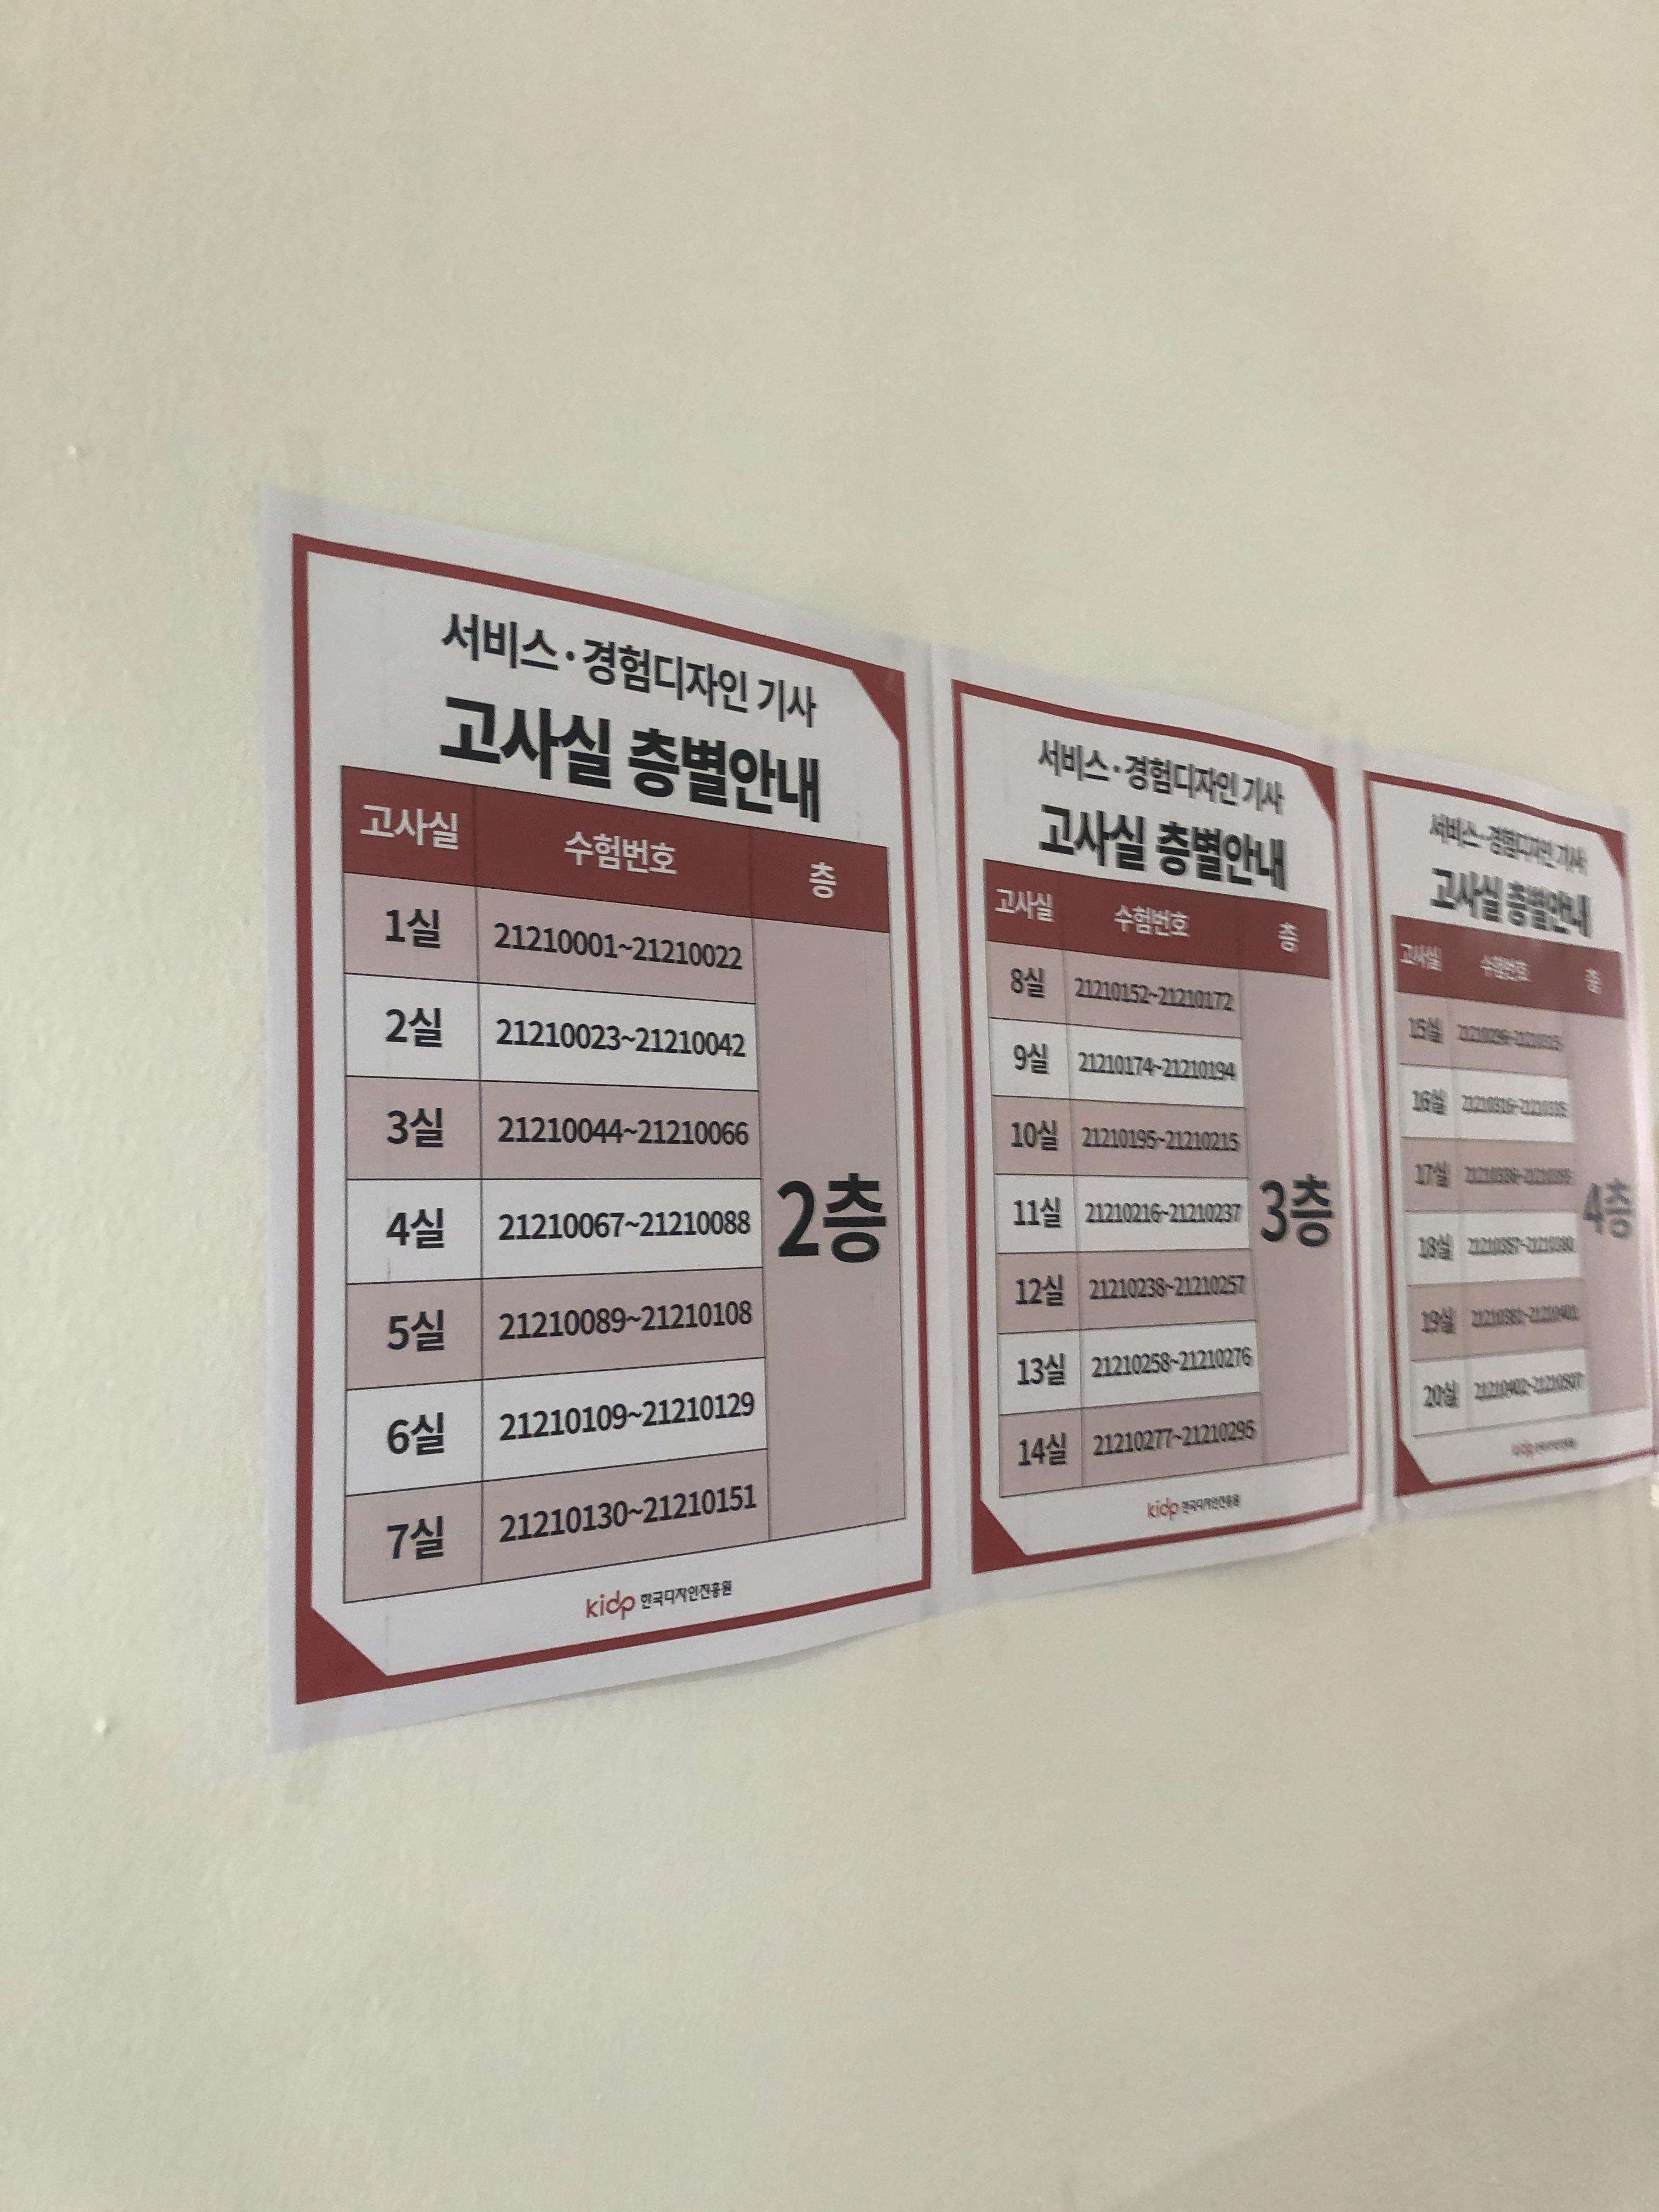 서비스·경험디자인 기사
고사실 층별안내
고사실 수험번호 층
1실 21210001~21210022
2실 21210023~21210042
3실 21210044~21210066
4실 21210067~21210088
2층
5실 21210089~21210108
6실 21210109~21210129
7실 21210130~21210151
kidp 한국디자인진흥원
서비스·경험디자인 기사
고사실 층별안내
고사실 수험번호 층
8실 21210152~21210172
9실 21210174~21210194
10실 21210195~21210215
11실 21210216~21210237
3층
12실 21210238~21210257
13실 21210258~21210276
14실 21210277~21210295
kidp 한국디자인진흥원
서비스·경험디자인 기사
고사실 층별안내
고사실 수험번호 층
15실
16실
17실
4층
18실
19실
20실
kidp